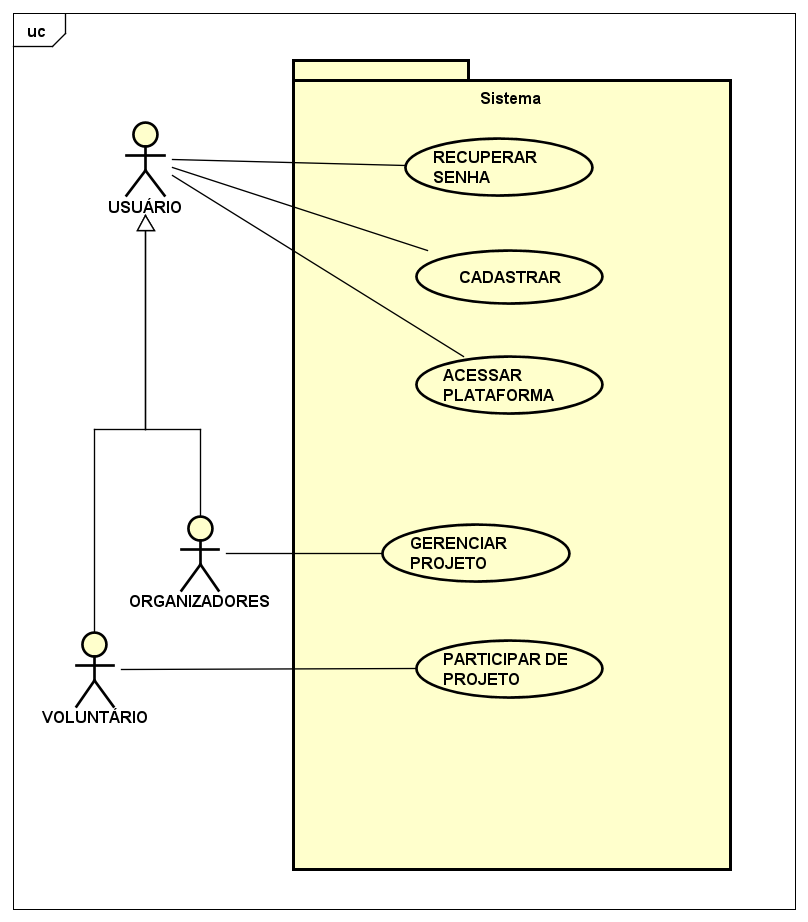 uc
Sistema
USUÁRIO
RECUPERAR
SENHA
CADASTRAR
ACESSAR
PLATAFORMA
GERENCIAR
PROJETO
ORGANIZADORES
PARTICIPAR DE
PROJETO
VOLUNTÁRIO